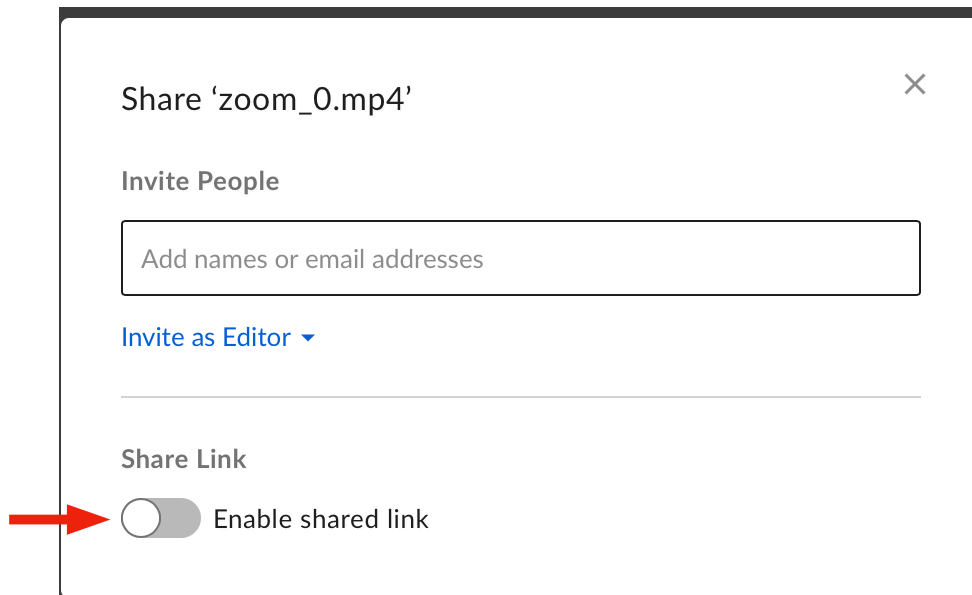 Share ‘zoom_0.mp4’
Invite People
Add names or email addresses
Invite as Editor
Share Link
Enable shared link